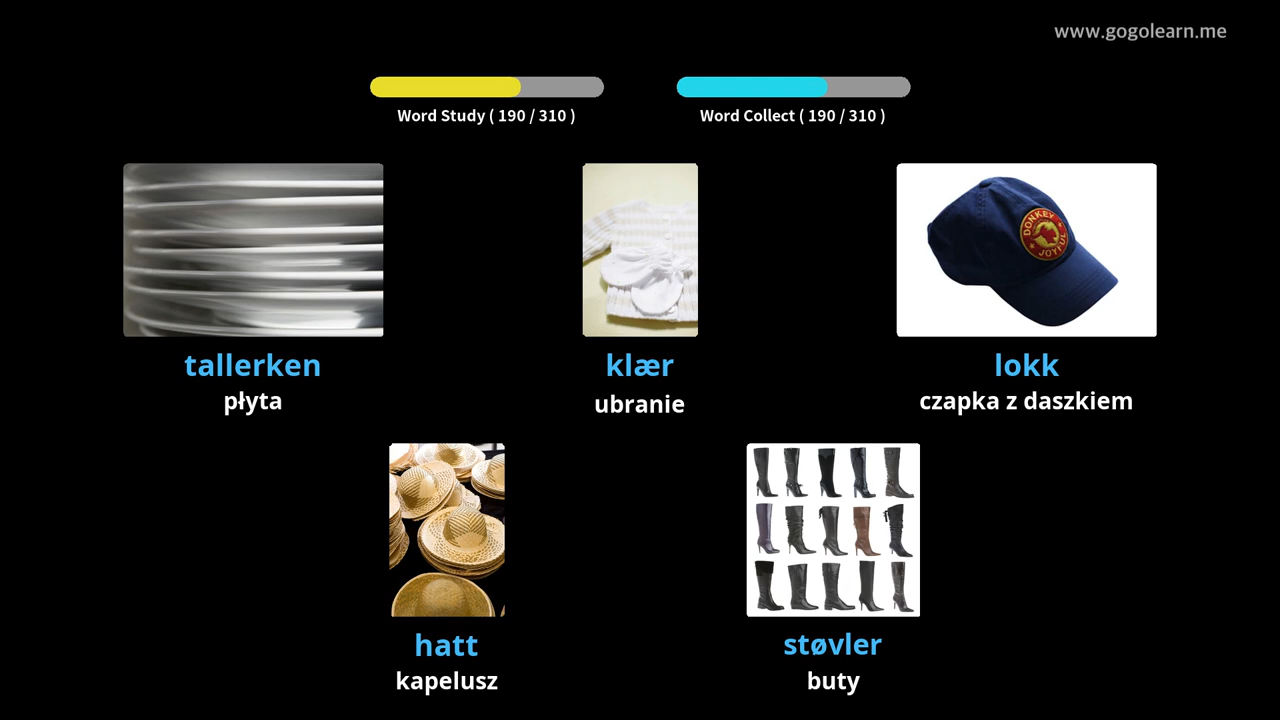 www.gogolearn.me
Word Study ( 190 / 310 )
Word Collect ( 190 / 310 )
DONKEY
JOYFUL
tallerken
płyta
klær
ubranie
lokk
czapka z daszkiem
hatt
kapelusz
støvler
buty